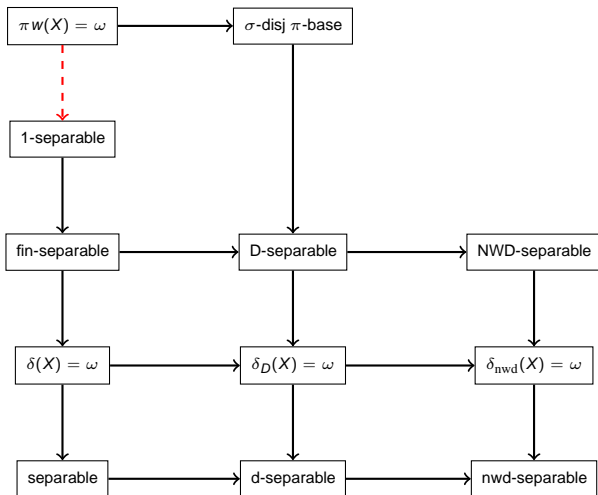 πw(X) = ω
σ-disj π-base
1-separable
fin-separable
D-separable
NWD-separable
δ(X) = ω
δ_D(X) = ω
δ_nwd(X) = ω
separable
d-separable
nwd-separable